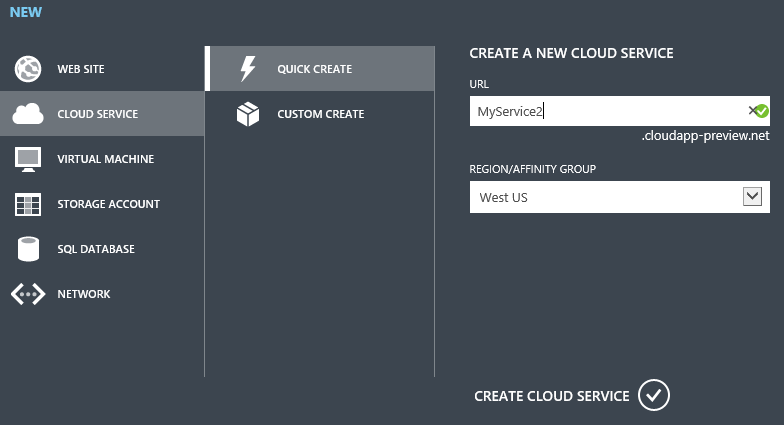 NEW
WEB SITE
CLOUD SERVICE
VIRTUAL MACHINE
STORAGE ACCOUNT
SQL DATABASE
NETWORK
QUICK CREATE
CUSTOM CREATE
CREATE A NEW CLOUD SERVICE
URL
MyService2
.cloudapp-preview.net
REGION/AFFINITY GROUP
West US
CREATE CLOUD SERVICE